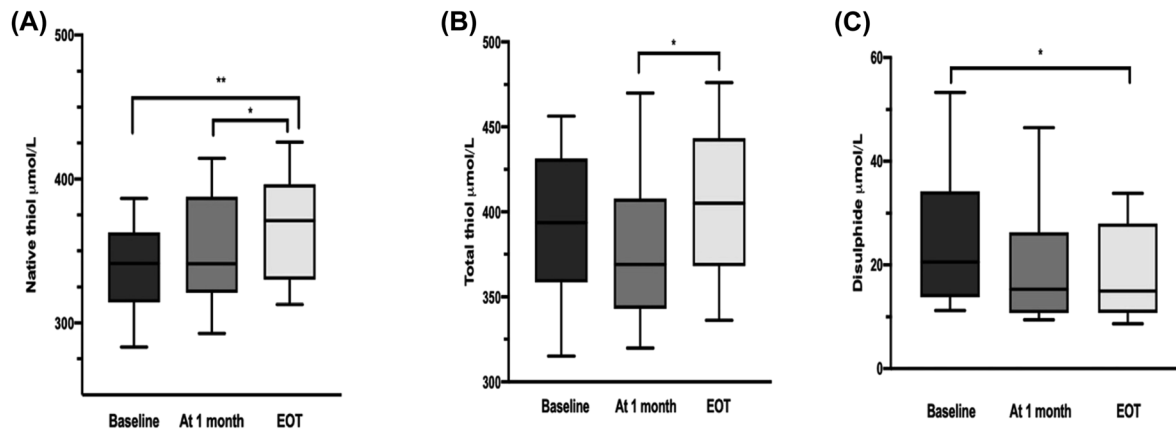 (A)
Native thiol μmol/L
500
400
300
**
*
Baseline
At 1 month
EOT
(B)
Total thiol μmol/L
500
450
400
350
300
*
Baseline
At 1 month
EOT
(C)
Disulphide μmol/L
60
40
20
0
*
Baseline
At 1 month
EOT